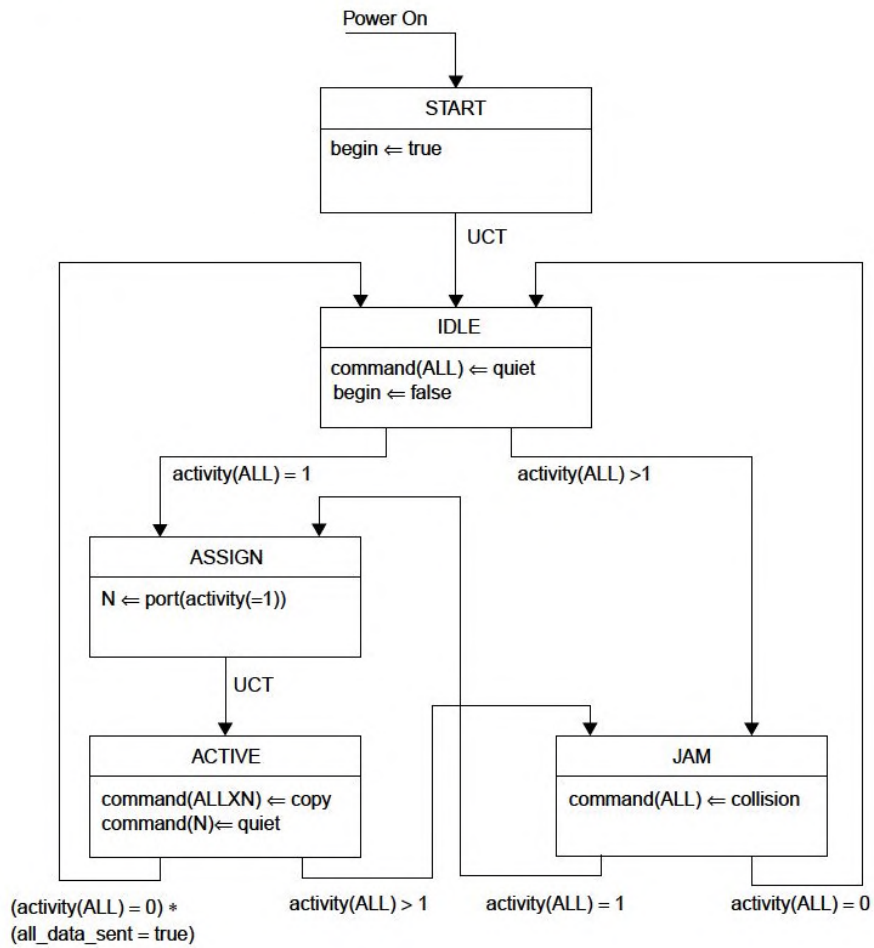 Power On
START
begin ⇐ true
UCT
IDLE
command(ALL) ⇐ quiet
begin ⇐ false
activity(ALL) = 1
activity(ALL) >1
ASSIGN
N ⇐ port(activity(=1))
UCT
ACTIVE
command(ALLXN) ⇐ copy
command(N)⇐ quiet
JAM
command(ALL) ⇐ collision
(activity(ALL) = 0) *
(all_data_sent = true)
activity(ALL) > 1
activity(ALL) = 1
activity(ALL) = 0